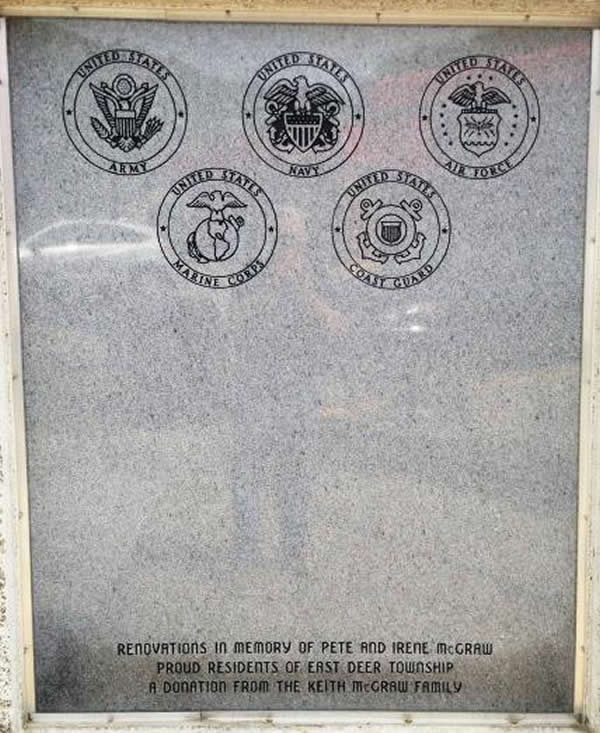 UNITED STATES ARMY
UNITED STATES NAVY
UNITED STATES AIR FORCE
UNITED STATES MARINE CORPS
UNITED STATES COAST GUARD
RENOVATIONS IN MEMORY OF PETE AND IRENE McGRAW
PROUD RESIDENTS OF EAST DEER TOWNSHIP
A DONATION FROM THE KEITH McGRAW FAMILY